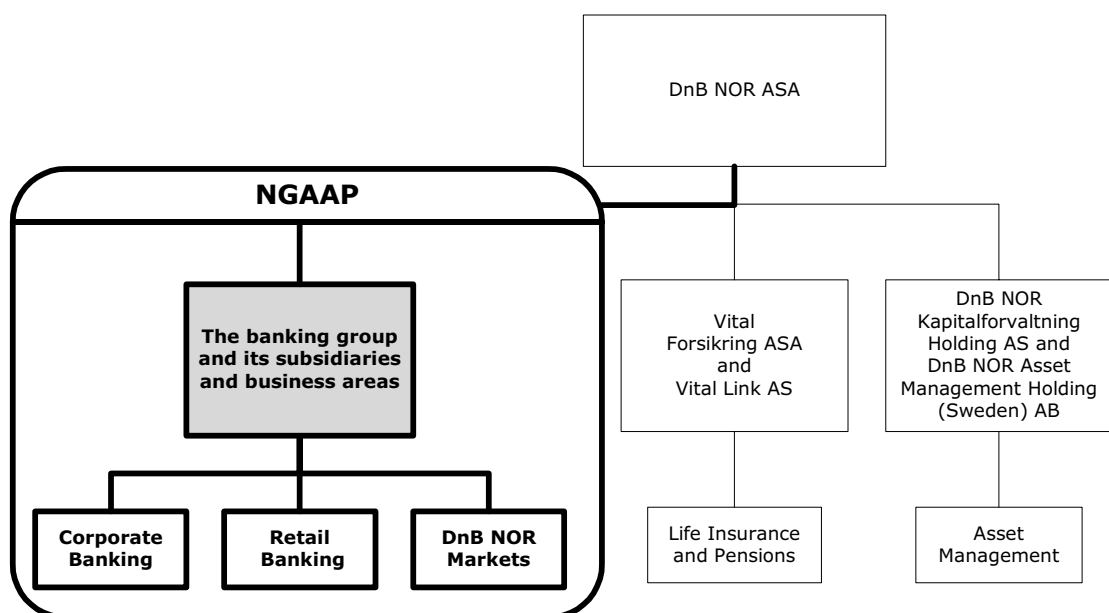 DnB NOR ASA
NGAAP
The banking group
and its subsidiaries
and business areas
Vital
Forsikring ASA
and
Vital Link AS
DnB NOR
Kapitalforvaltning
Holding AS and
DnB NOR Asset
Management Holding
(Sweden) AB
Corporate
Banking
Retail
Banking
DnB NOR
Markets
Life Insurance
and Pensions
Asset
Management